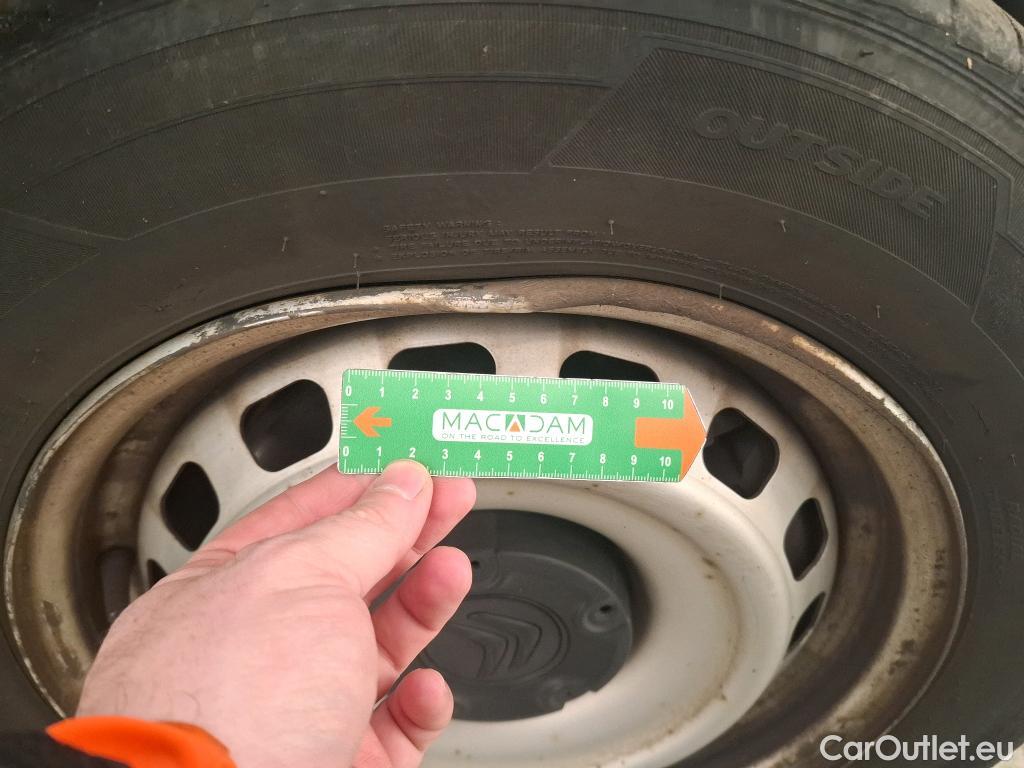 OUTSIDE
SAFETY WARNING
0 1 2 3 4 5 6 7 8 9 10
MACADAM
ON THE ROAD TO EXCELLENCE
0 1 2 3 4 5 6 7 8 9 10
CarOutlet.eu